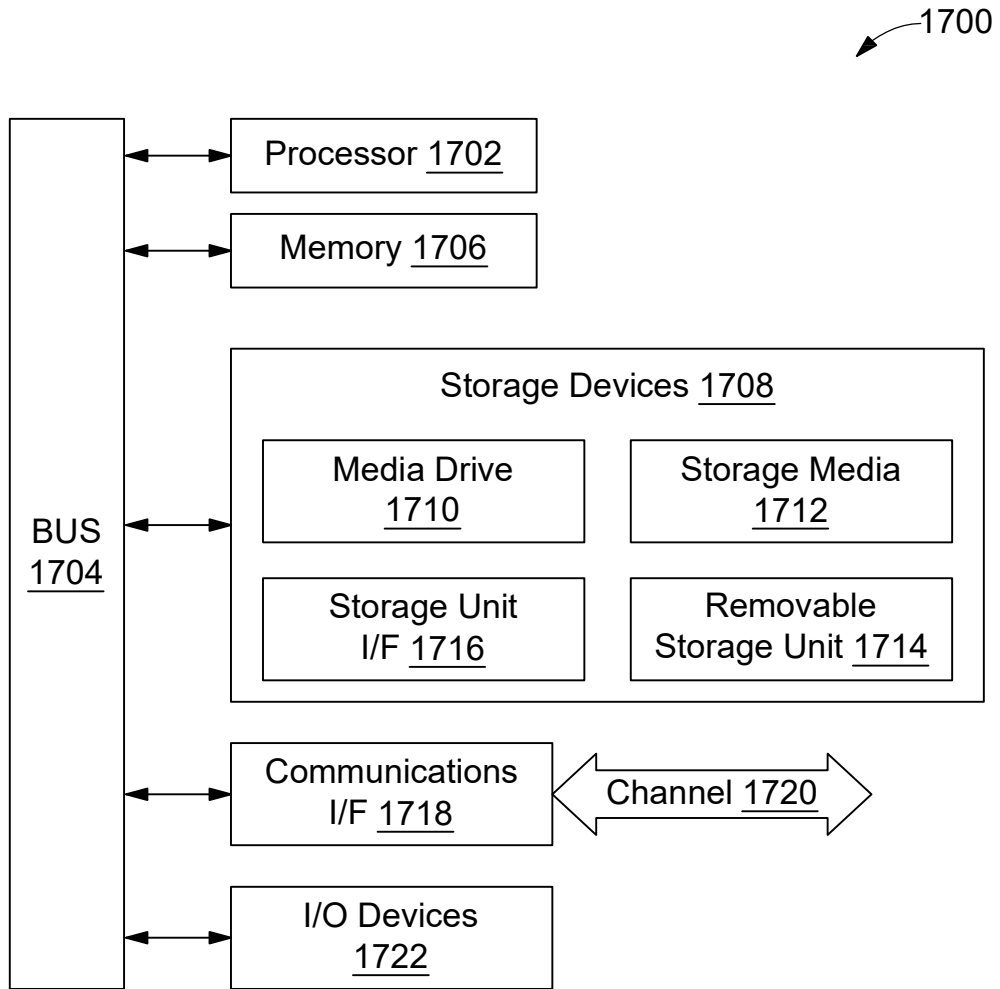 1700
Processor 1702
Memory 1706
Storage Devices 1708
Media Drive
1710
Storage Media
1712
BUS
1704
Storage Unit
I/F 1716
Removable
Storage Unit 1714
Communications
I/F 1718
Channel 1720
I/O Devices
1722